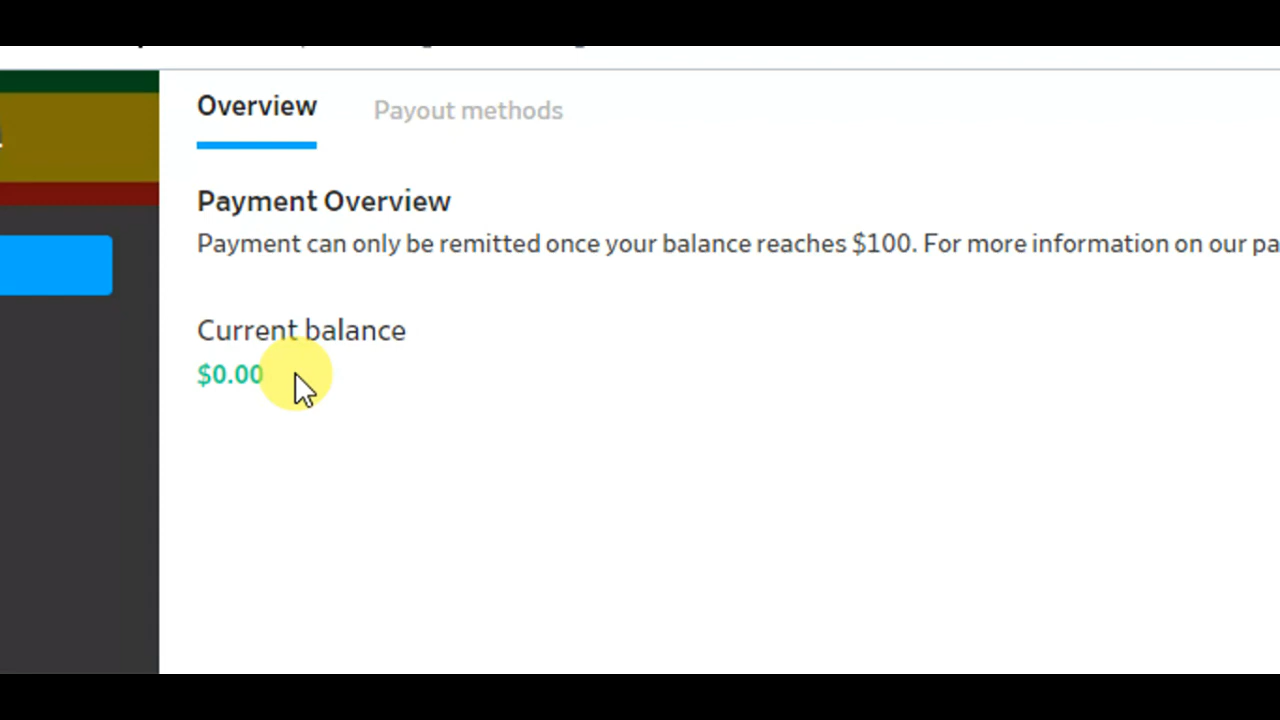 Overview
Payout methods
Payment Overview
Payment can only be remitted once your balance reaches $100. For more information on our
Current balance
$0.00